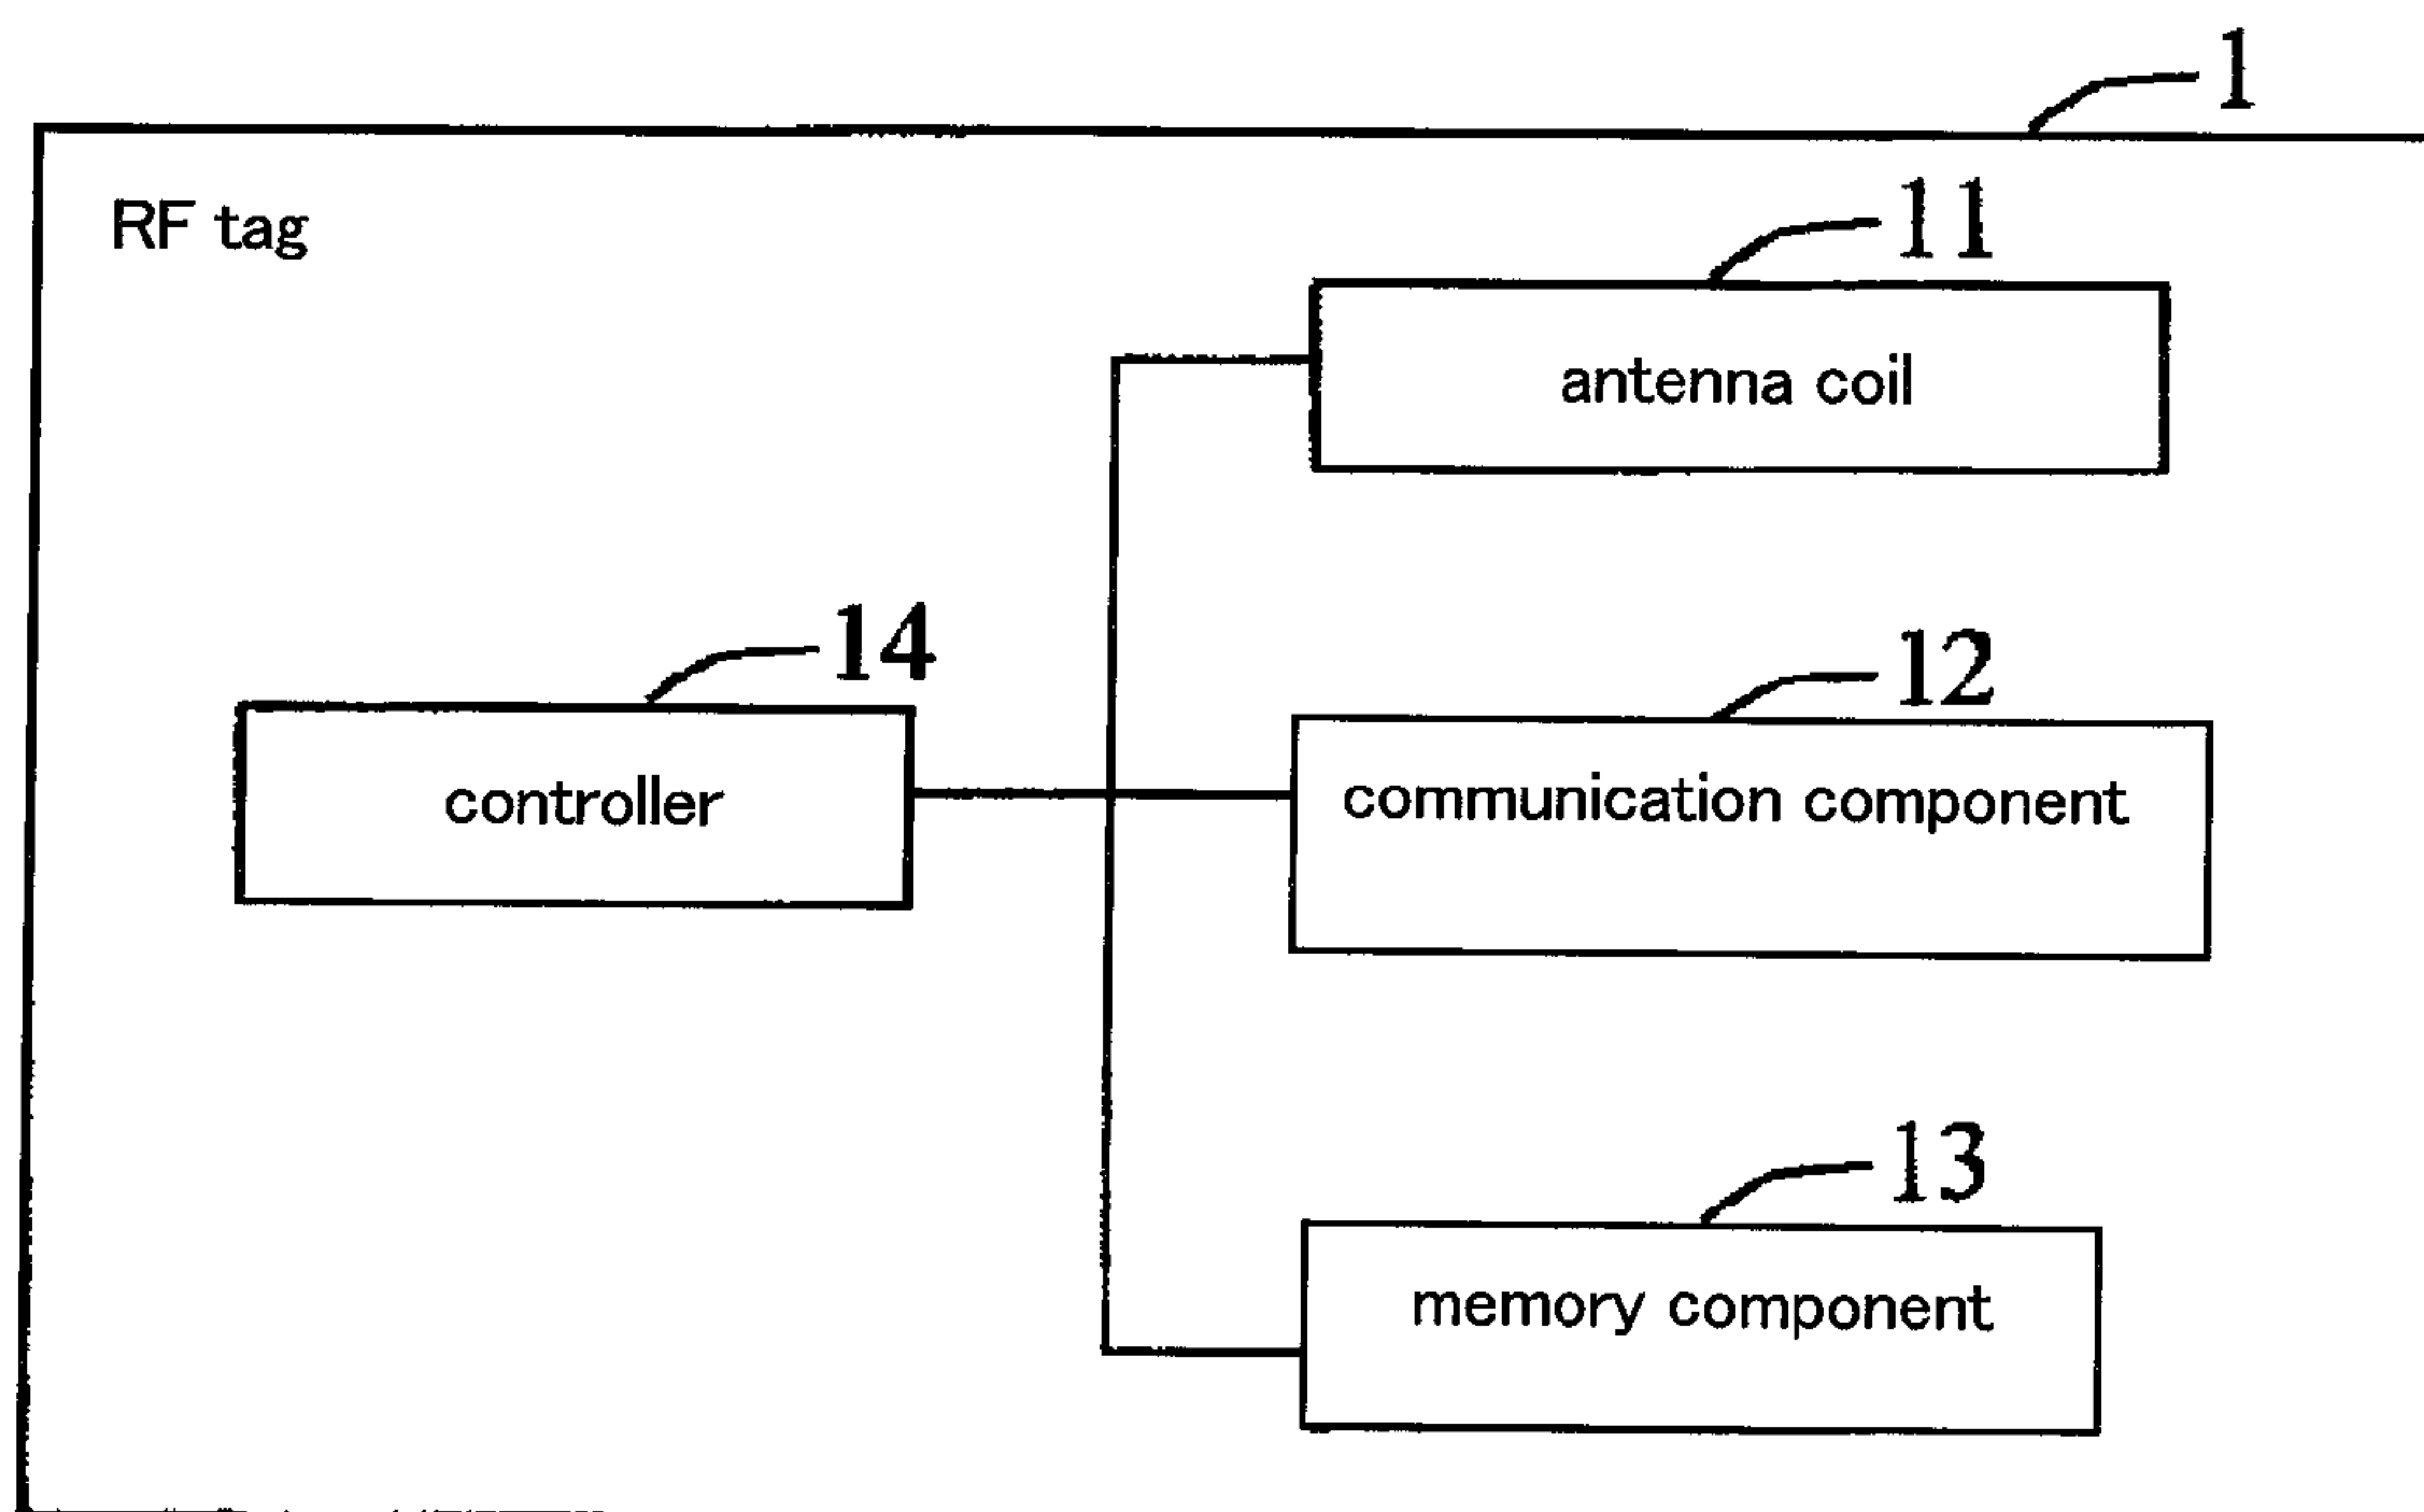 1
RF tag
11
antenna coil
14
12
controller
communication component
13
memory component